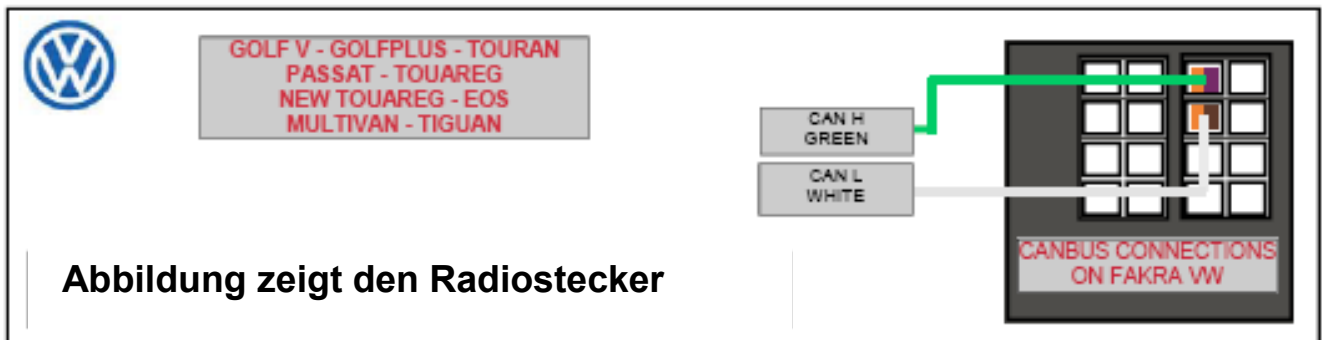 GOLF V - GOLFPLUS - TOURAN
PASSAT - TOUAREG
NEW TOUAREG - EOS
MULTIVAN - TIGUAN
CAN H
GREEN
CAN L
WHITE
CANBUS CONNECTIONS
ON FAKRA VW
Abbildung zeigt den Radiostecker